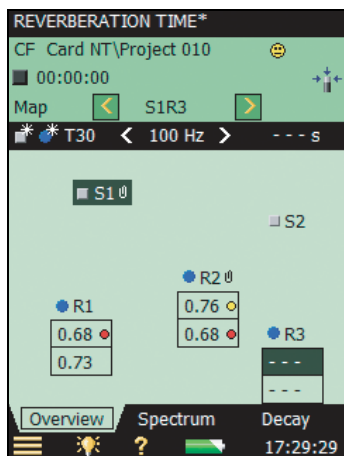 REVERBERATION TIME*
CF Card NT\Project 010
00:00:00
Map < S1R3 >
T30 < 100 Hz > - - - s
S1
S2
R2
R1 0.76
0.68 0.68 R3
0.73 - - -
- - -
Overview Spectrum Decay
? 17:29:29